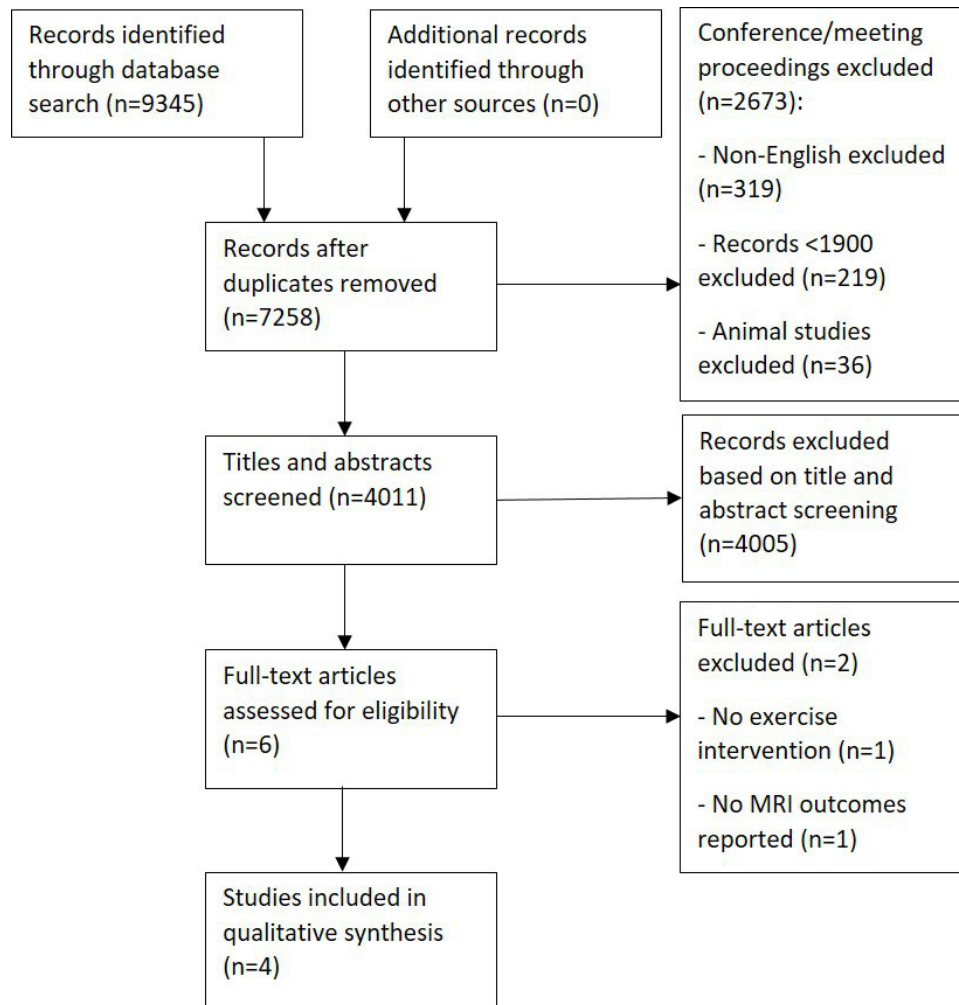 Records identified
through database
search (n=9345)
Additional records
identified through
other sources (n=0)
Conference/meeting
proceedings excluded
(n=2673):
- Non-English excluded
(n=319)
- Records <1900
excluded (n=219)
- Animal studies
excluded (n=36)
Records after
duplicates removed
(n=7258)
Titles and abstracts
screened (n=4011)
Records excluded
based on title and
abstract screening
(n=4005)
Full-text articles
assessed for eligibility
(n=6)
Full-text articles
excluded (n=2)
- No exercise
intervention (n=1)
- No MRI outcomes
reported (n=1)
Studies included in
qualitative synthesis
(n=4)